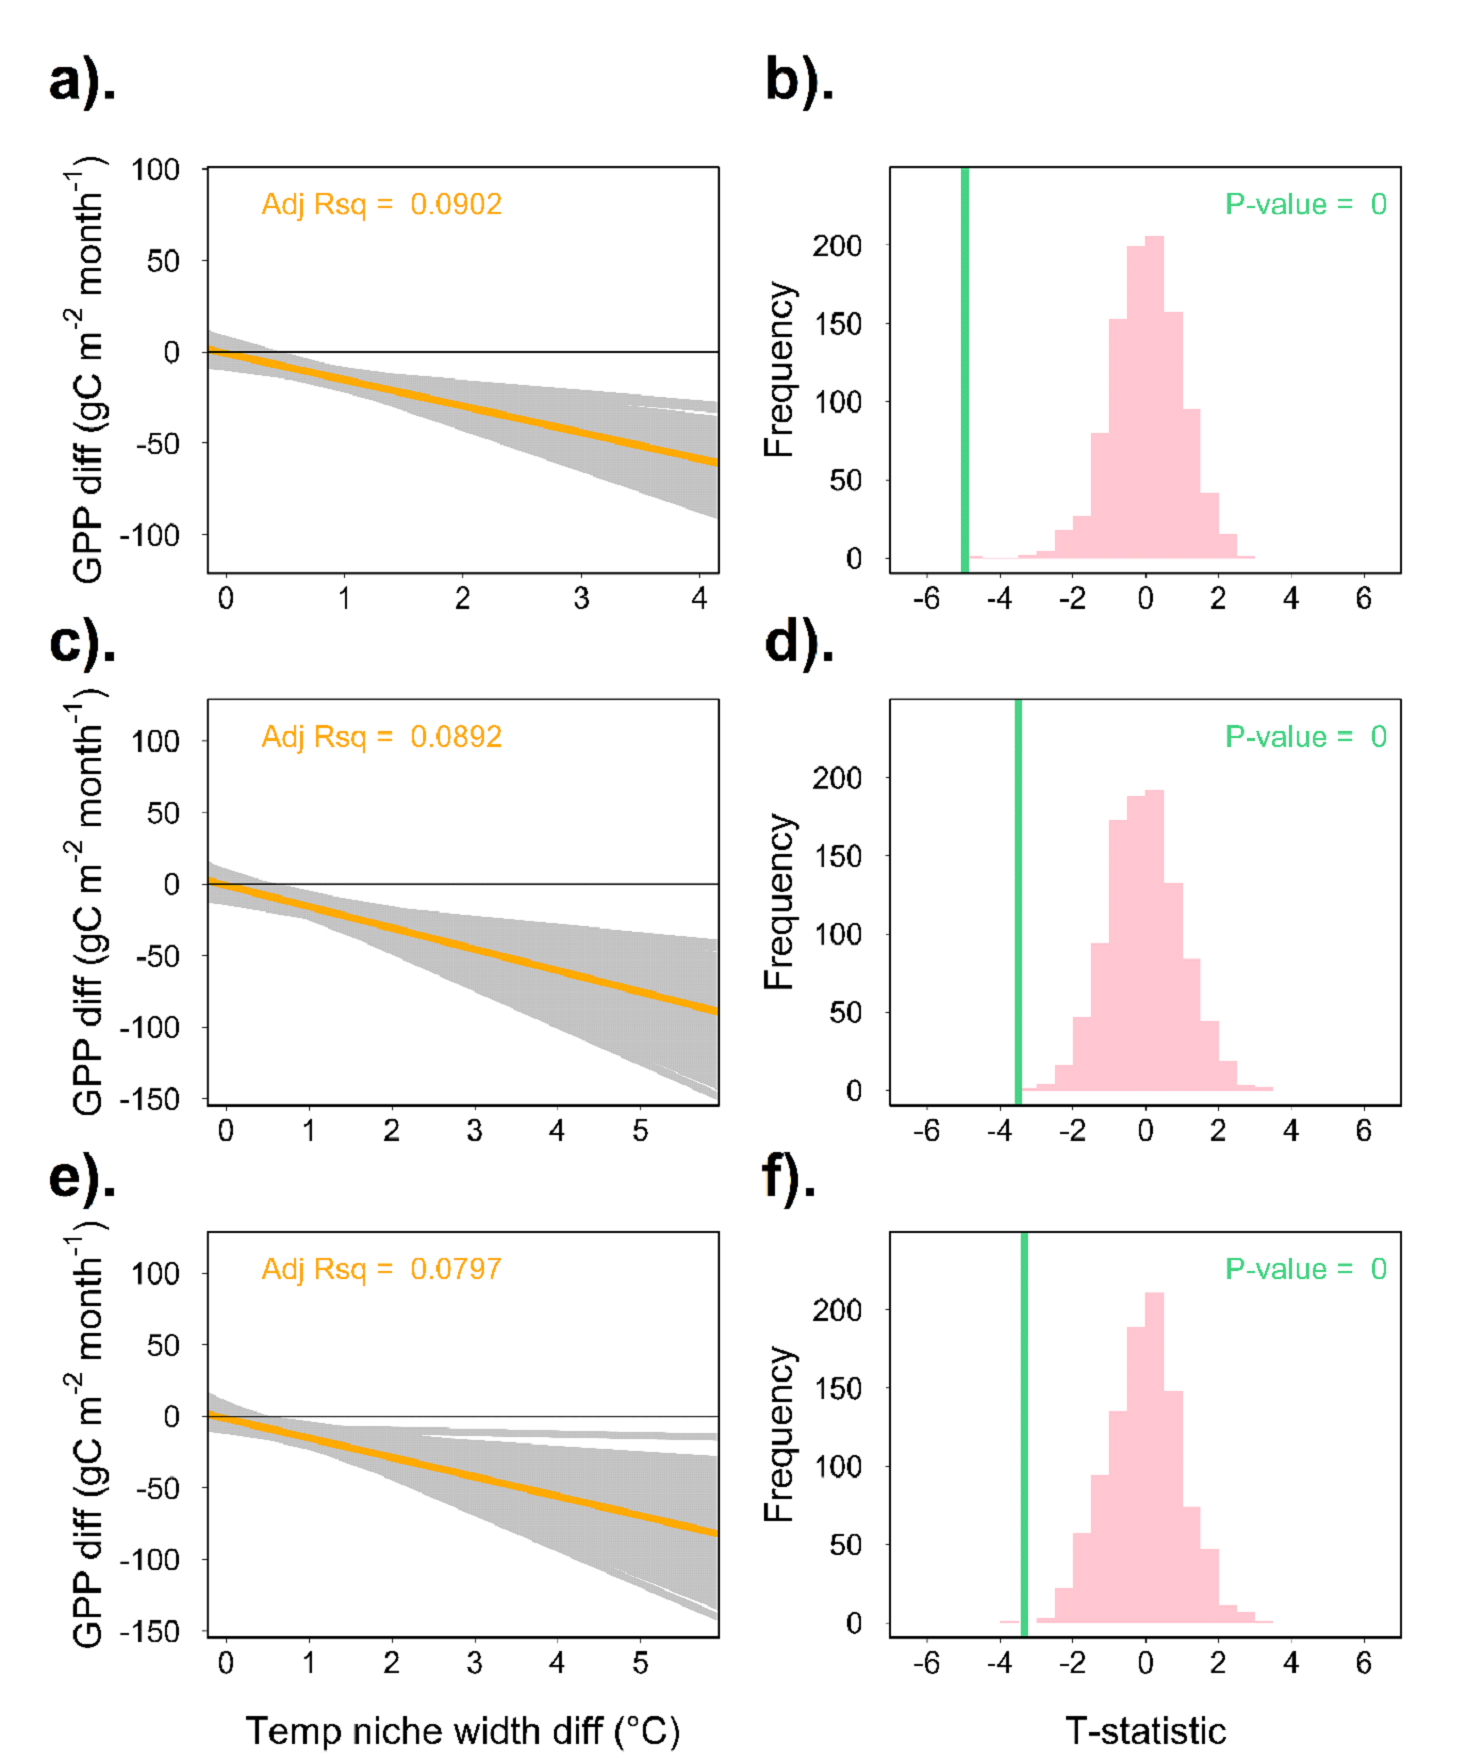 a).
b).
GPP diff (gC m-2 month-1)
100
50
0
-50
-100
Adj Rsq = 0.0902
0 1 2 3 4
Frequency
200
150
100
50
0
P-value = 0
-6 -4 -2 0 2 4 6
c).
d).
GPP diff (gC m-2 month-1)
100
50
0
-50
-100
-150
Adj Rsq = 0.0892
0 1 2 3 4 5
Frequency
200
150
100
50
0
P-value = 0
-6 -4 -2 0 2 4 6
e).
f).
GPP diff (gC m-2 month-1)
100
50
0
-50
-100
-150
Adj Rsq = 0.0797
0 1 2 3 4 5
Frequency
200
150
100
50
0
P-value = 0
-6 -4 -2 0 2 4 6
Temp niche width diff (°C)
T-statistic